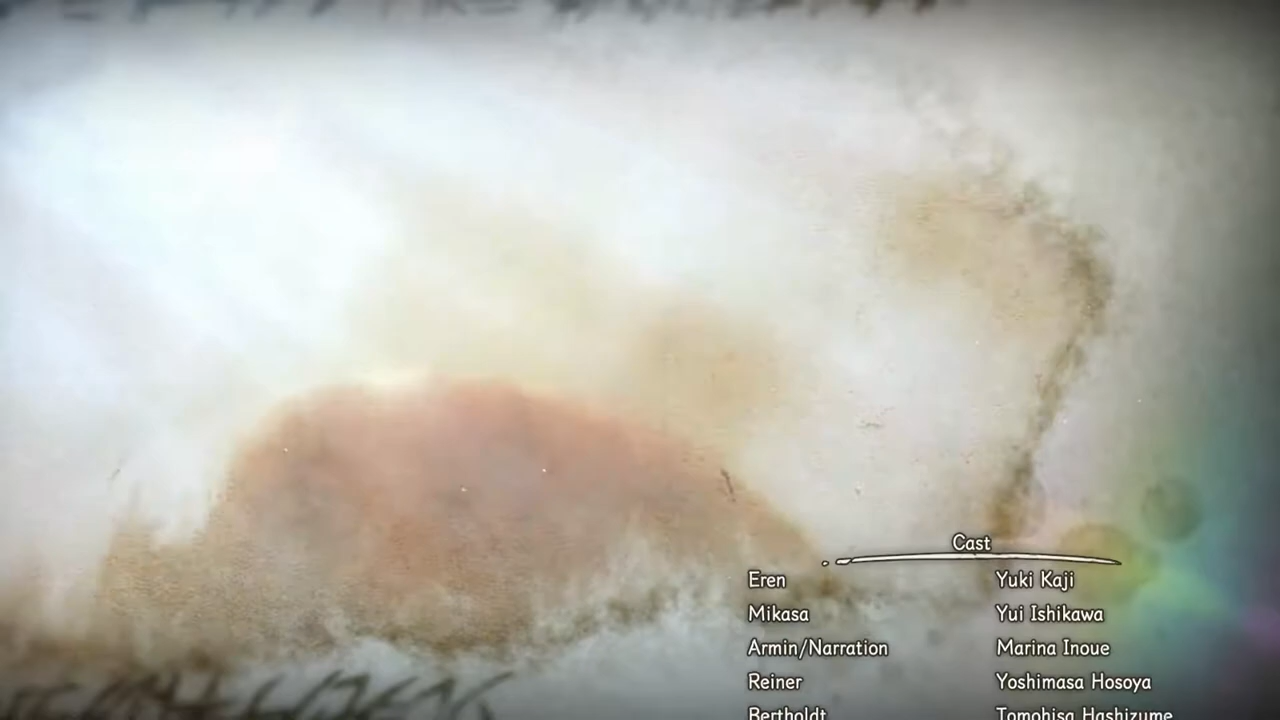 Cast
Eren Yuki Kaji
Mikasa Yui Ishikawa
Armin/Narration Marina Inoue
Reiner Yoshimasa Hosoya
Bertholdt Tomohisa Hashizume